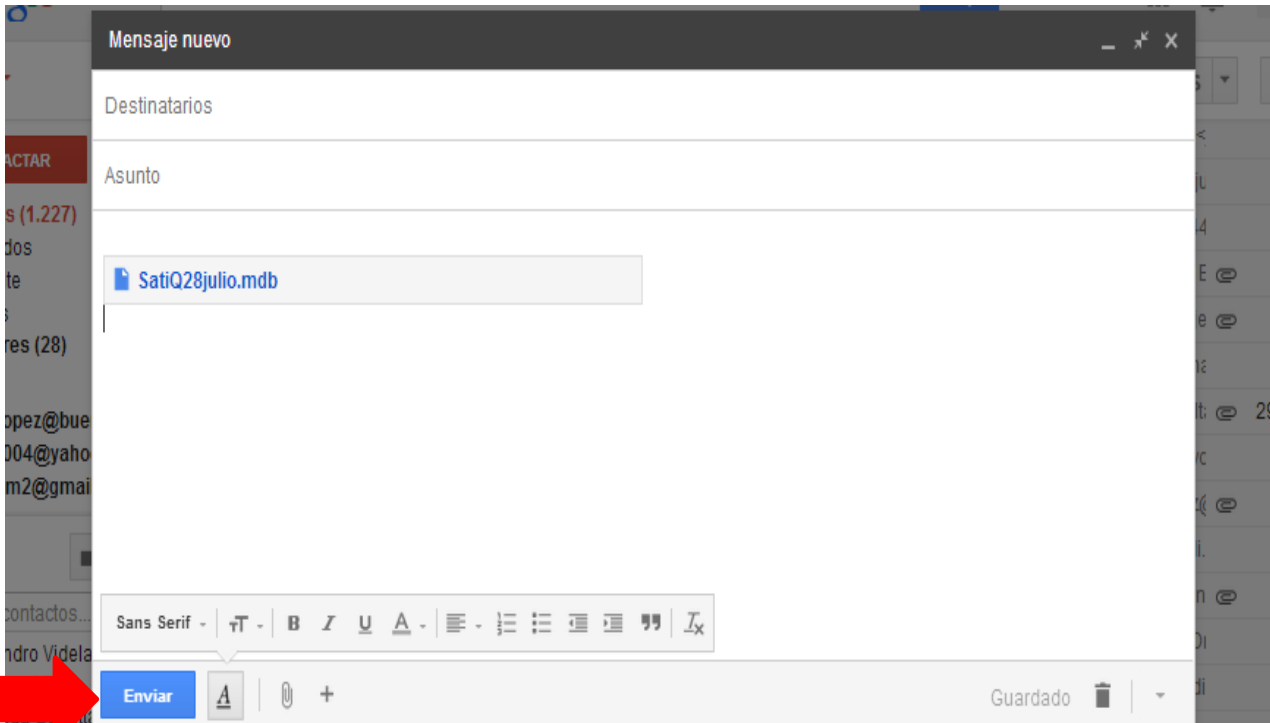 Mensaje nuevo
Destinatarios
ACTAR
Asunto
s (1.227)
dos
te
SatiQ28julio.mdb
res (28)
opez@bue
004@yaho
m2@gmai
contactos...
Sans Serif
B I U A
ndro Videla
Enviar
A
Guardado